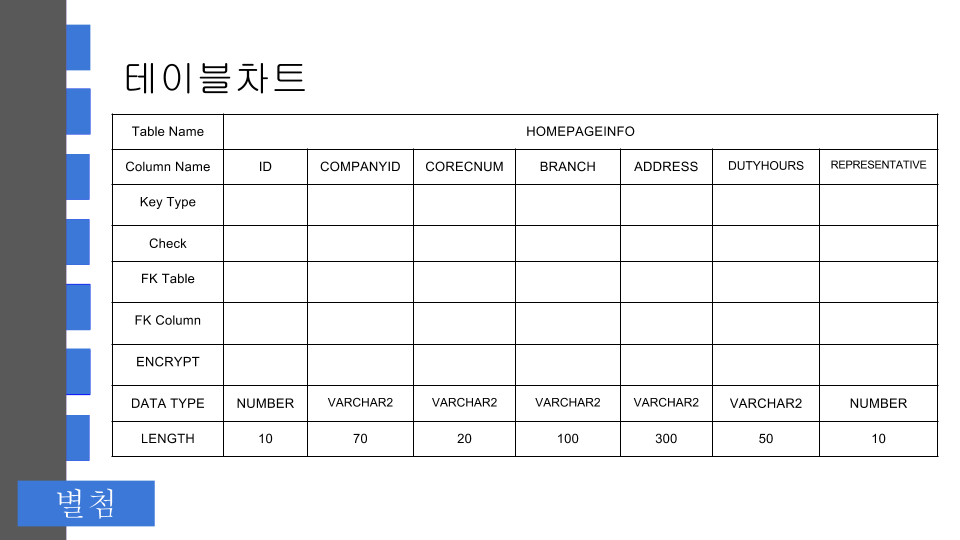 테이블차트
Table Name HOMEPAGEINFO
Column Name ID COMPANYID CORECNUM BRANCH ADDRESS DUTYHOURS REPRESENTATIVE
Key Type
Check
FK Table
FK Column
ENCRYPT
DATA TYPE NUMBER VARCHAR2 VARCHAR2 VARCHAR2 VARCHAR2 VARCHAR2 NUMBER
LENGTH 10 70 20 100 300 50 10
별첨